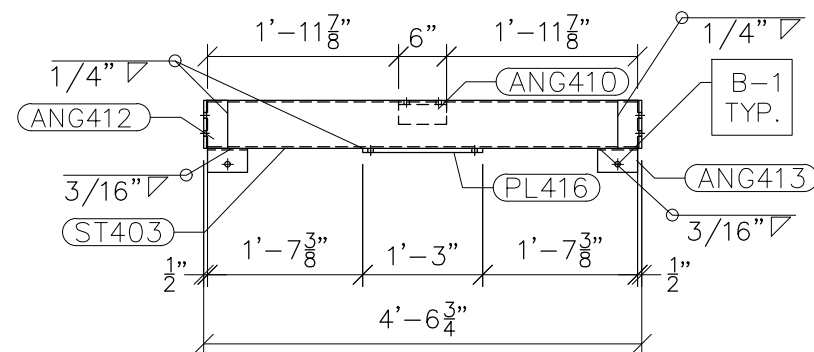 1'-11 7/8" 6" 1'-11 7/8"
1/4" 1/4"
ANG410
B-1
TYP.
ANG412
3/16" PL416 ANG413
ST403 3/16"
1/2" 1'-7 3/8" 1'-3" 1'-7 3/8" 1/2"
4'-6 3/4"